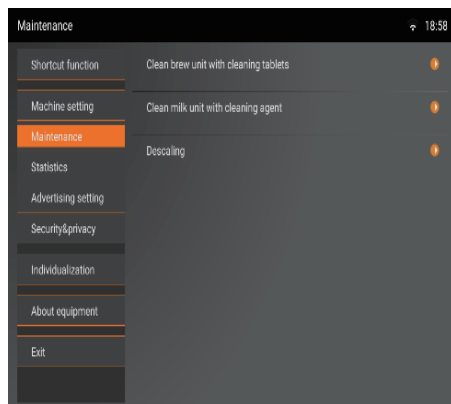 Maintenance
18:58
Shortcut function
Machine setting
Maintenance
Statistics
Advertising setting
Security&privacy
Individualization
About equipment
Exit
Clean brew unit with cleaning tablets
Clean milk unit with cleaning agent
Descaling